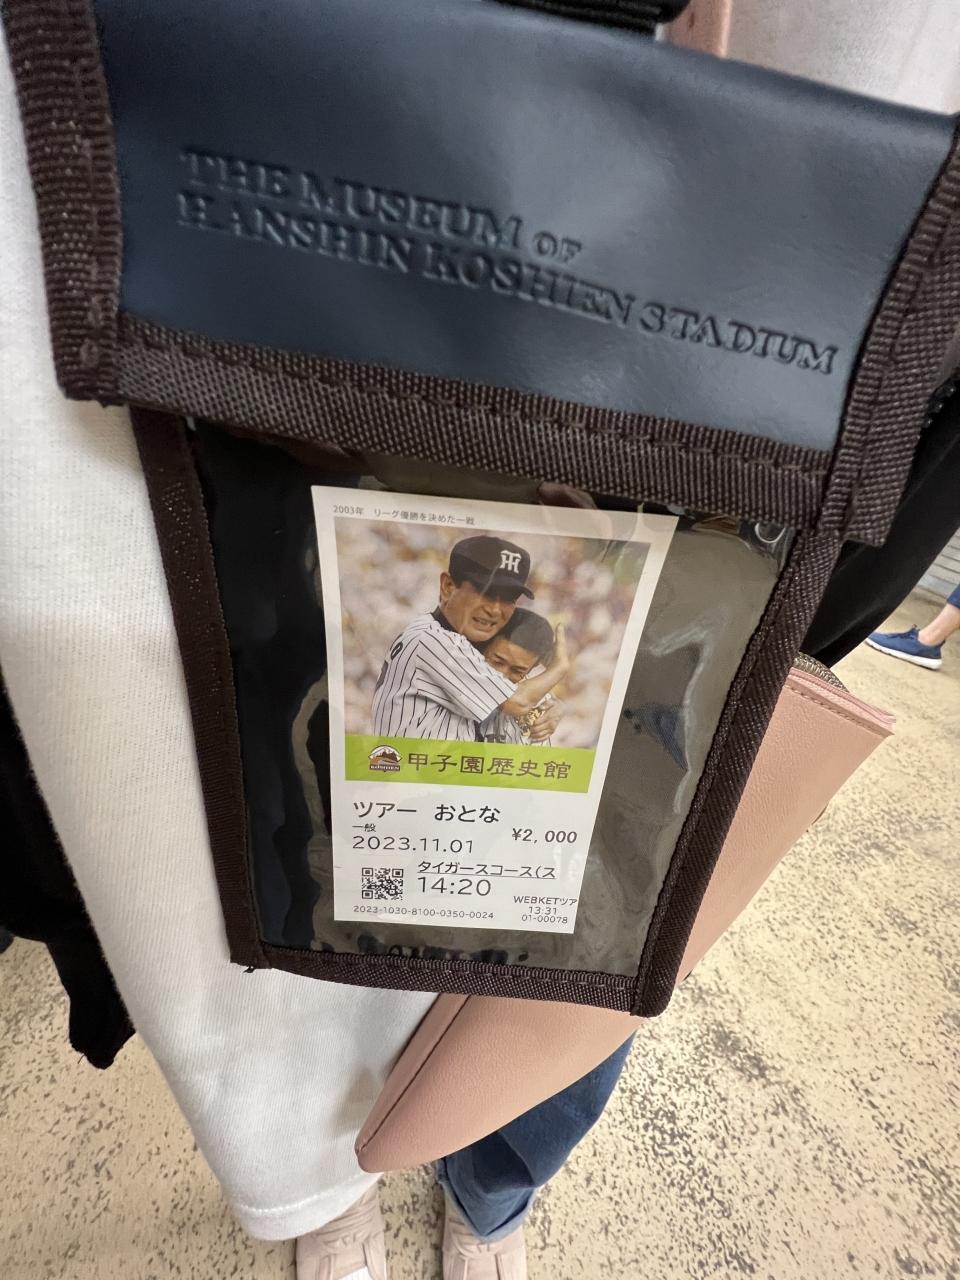 THE MUSEUM OF
HANSHIN KOSHIEN STADIUM
2003年 リーグ優勝を決めた一戦
KOSHIEN 甲子園歴史館
ツアー おとな
一般
¥2,000
2023.11.01
タイガースコース(ス
14:20
WEBKETツア
13:31
2023-1030-8100-0350-0024
01-00078